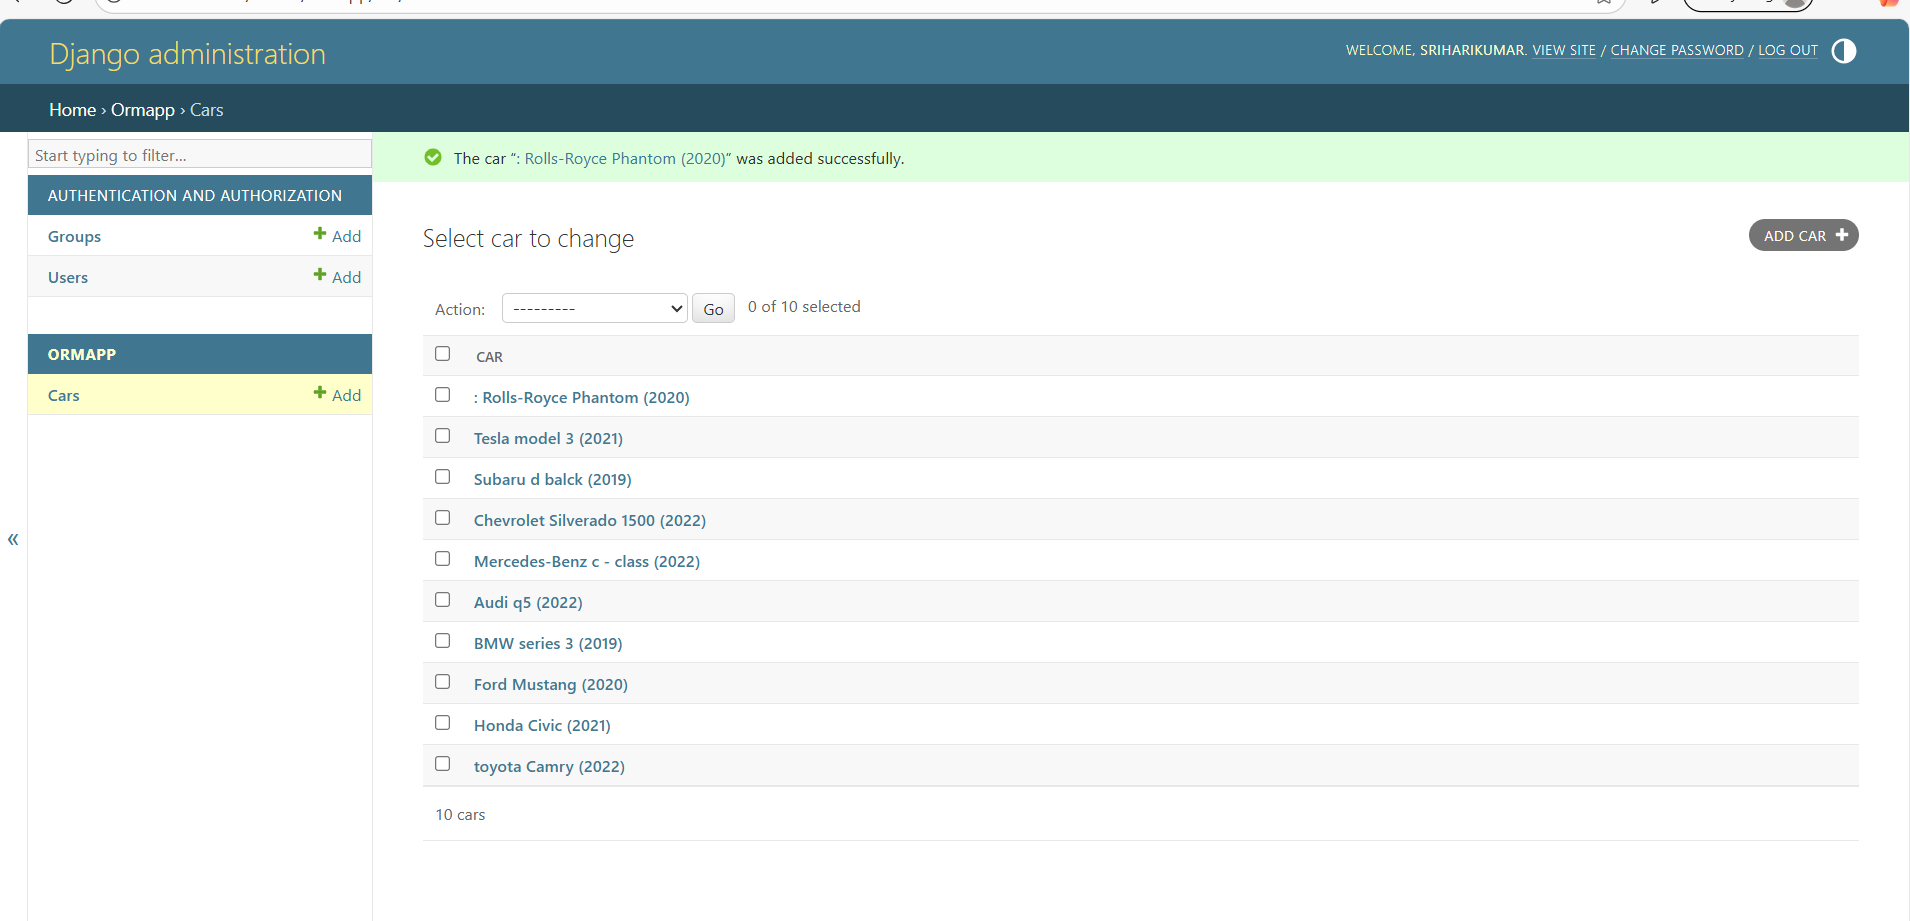 Django administration
WELCOME, SRIHARIKUMAR. VIEW SITE / CHANGE PASSWORD / LOG OUT
Home › Ormapp › Cars
Start typing to filter...
AUTHENTICATION AND AUTHORIZATION
Groups + Add
Users + Add
ORMAPP
Cars + Add
«
The car “: Rolls-Royce Phantom (2020)” was added successfully.
Select car to change
ADD CAR +
Action: --------- Go 0 of 10 selected
CAR
: Rolls-Royce Phantom (2020)
Tesla model 3 (2021)
Subaru d balck (2019)
Chevrolet Silverado 1500 (2022)
Mercedes-Benz c - class (2022)
Audi q5 (2022)
BMW series 3 (2019)
Ford Mustang (2020)
Honda Civic (2021)
toyota Camry (2022)
10 cars